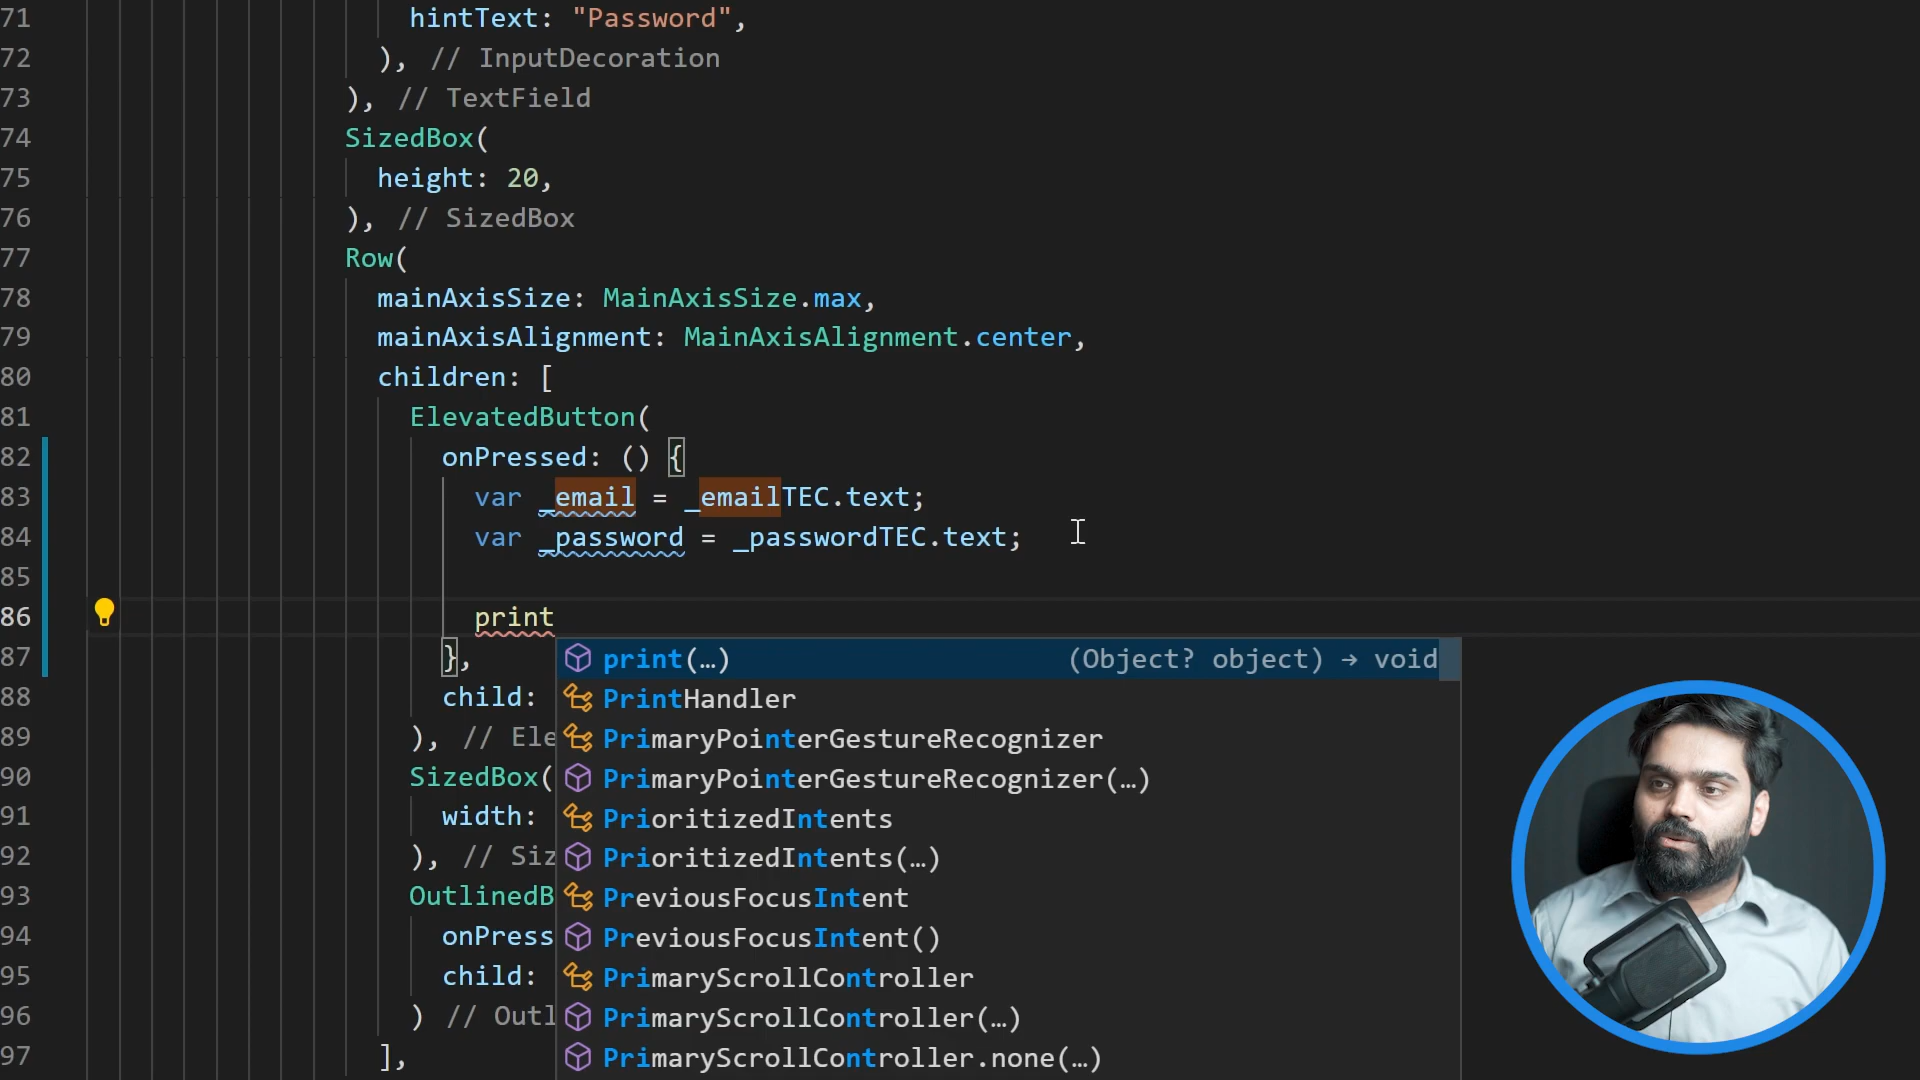 71 hintText: "Password",
72 ), // InputDecoration
73 ), // TextField
74 SizedBox(
75 height: 20,
76 ), // SizedBox
77 Row(
78 mainAxisSize: MainAxisSize.max,
79 mainAxisAlignment: MainAxisAlignment.center,
80 children: [
81 ElevatedButton(
82 onPressed: () {
83 var _email = _emailTEC.text;
84 var _password = _passwordTEC.text;
85
86 print
87 },
print(…) (Object? object) → void
88 child:
PrintHandler
89 ), // Ele
PrimaryPointerGestureRecognizer
90 SizedBox(
PrimaryPointerGestureRecognizer(…)
91 width:
PrioritizedIntents
92 ), // Siz
PrioritizedIntents(…)
93 OutlinedB
PreviousFocusIntent
94 onPress
PreviousFocusIntent()
95 child:
PrimaryScrollController
96 ) // Outl
PrimaryScrollController(…)
97 ],
PrimaryScrollController.none(…)